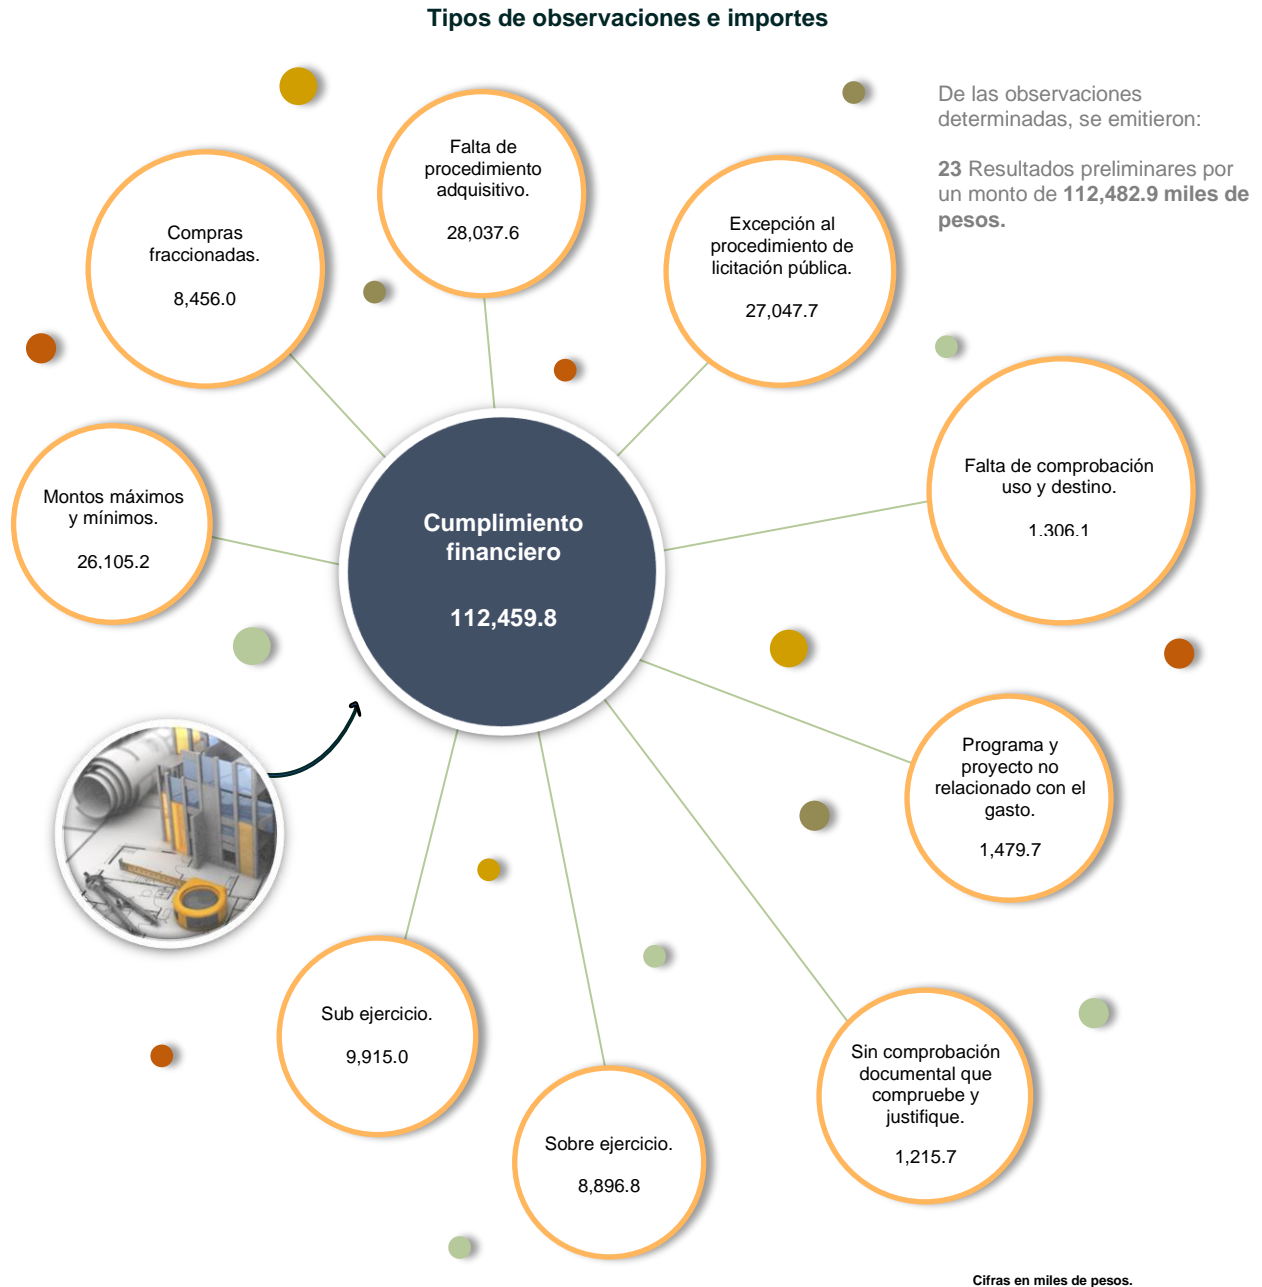 Tipos de observaciones e importes
De las observaciones
determinadas, se emitieron:
23 Resultados preliminares por
un monto de 112,482.9 miles de
pesos.
Falta de
procedimiento
adquisitivo.
28,037.6
Compras
fraccionadas.
8,456.0
Excepción al
procedimiento de
licitación pública.
27,047.7
Falta de comprobación
uso y destino.
1,306.1
Montos máximos
y mínimos.
26,105.2
Cumplimiento
financiero
112,459.8
Programa y
proyecto no
relacionado con el
gasto.
1,479.7
Sub ejercicio.
9,915.0
Sin comprobación
documental que
compruebe y
justifique.
1,215.7
Sobre ejercicio.
8,896.8
Cifras en miles de pesos.